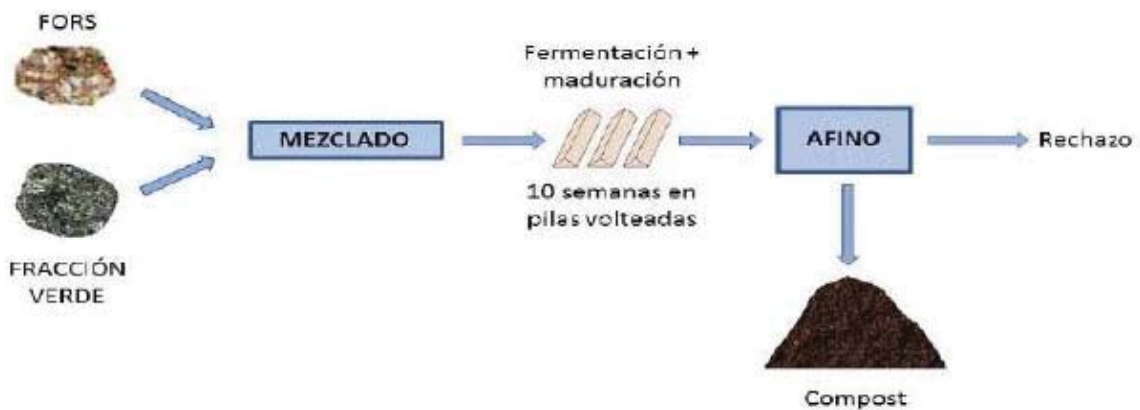 FORS
FRACCIÓN
VERDE
MEZCLADO
Fermentación +
maduración
10 semanas en
pilas volteadas
AFINO
Rechazo
Compost